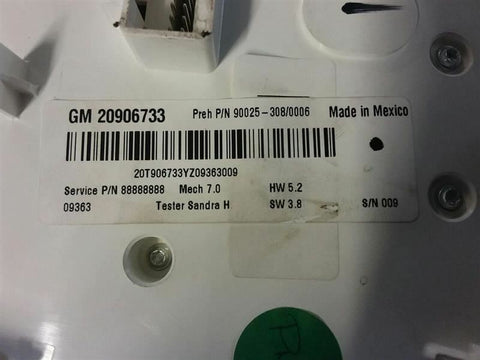 GM 20906733 Preh P/N 90025-308/0006 Made in Mexico
20T906733YZ09363009
Service P/N 88888888 Mech 7.0 HW 5.2
09363 Tester Sandra H SW 3.8 S/N 009